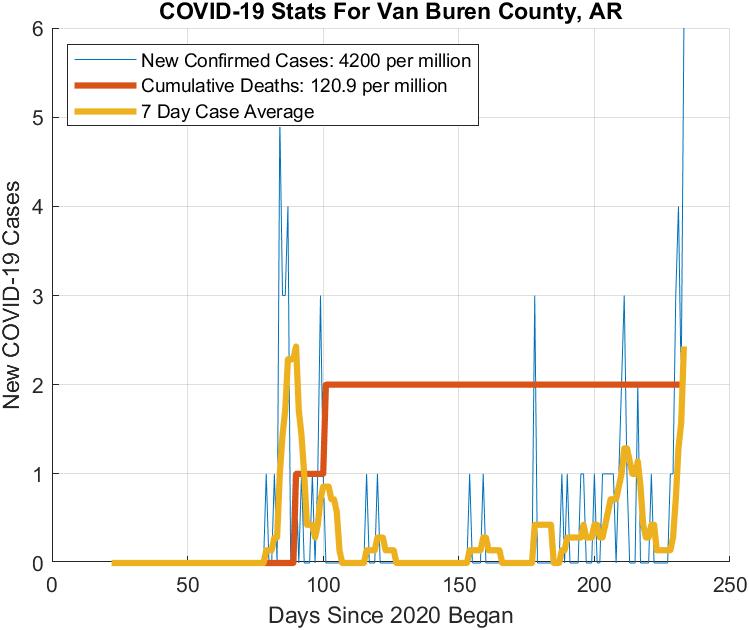 COVID-19 Stats For Van Buren County, AR
New Confirmed Cases: 4200 per million
Cumulative Deaths: 120.9 per million
7 Day Case Average
New COVID-19 Cases
6
5
4
3
2
1
0
0 50 100 150 200 250
Days Since 2020 Began